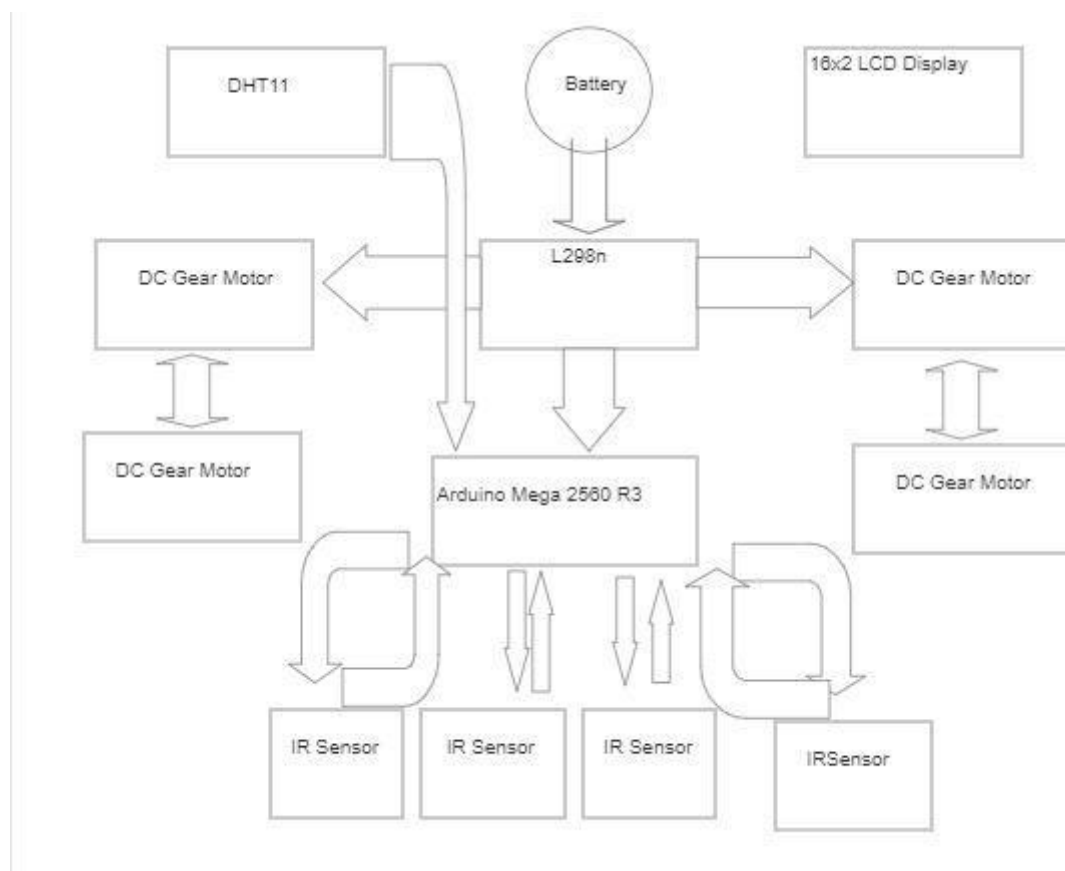 DHT11
Battery
16x2 LCD Display
L298n
DC Gear Motor
DC Gear Motor
DC Gear Motor
DC Gear Motor
Arduino Mega 2560 R3
IR Sensor
IR Sensor
IR Sensor
IRSensor